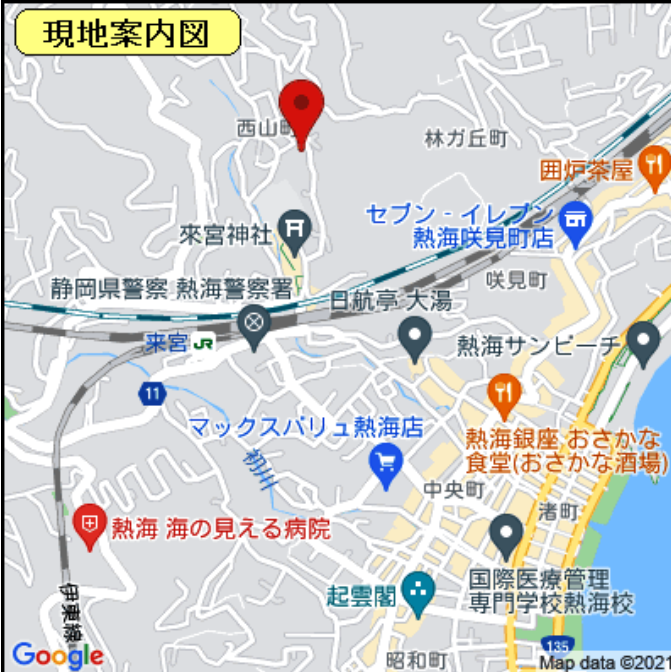 現地案内図
西山町
林ガ丘町
囲炉茶屋
セブン‐イレブン
熱海咲見町店
來宮神社
咲見町
静岡県警察 熱海警察署
日航亭 大湯
来宮 JR
熱海サンビーチ
11
マックスバリュ熱海店
熱海銀座 おさかな
食堂(おさかな酒場)
初川
中央町
渚町
熱海 海の見える病院
国際医療管理
専門学校熱海校
起雲閣
伊東線
昭和町
135
Google
Map data ©202